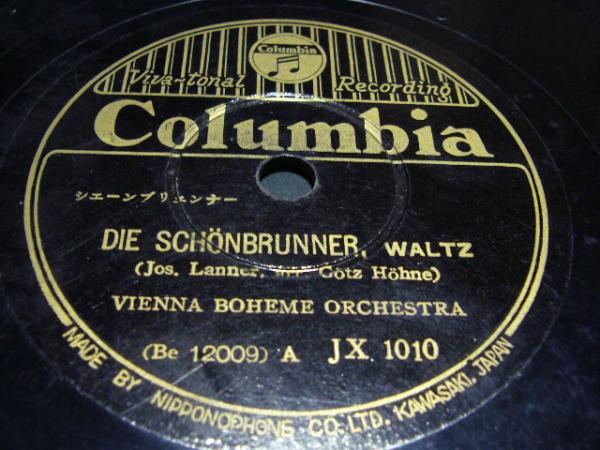 Columbia
Viva-tonal Recording
Columbia
シエーンブリュンナー
DIE SCHÖNBRUNNER, WALTZ
(Jos. Lanner, arr. Götz Höhne)
VIENNA BOHEME ORCHESTRA
(Be 12009) A JX 1010
MADE BY NIPPONOPHONE CO., LTD. KAWASAKI, JAPAN